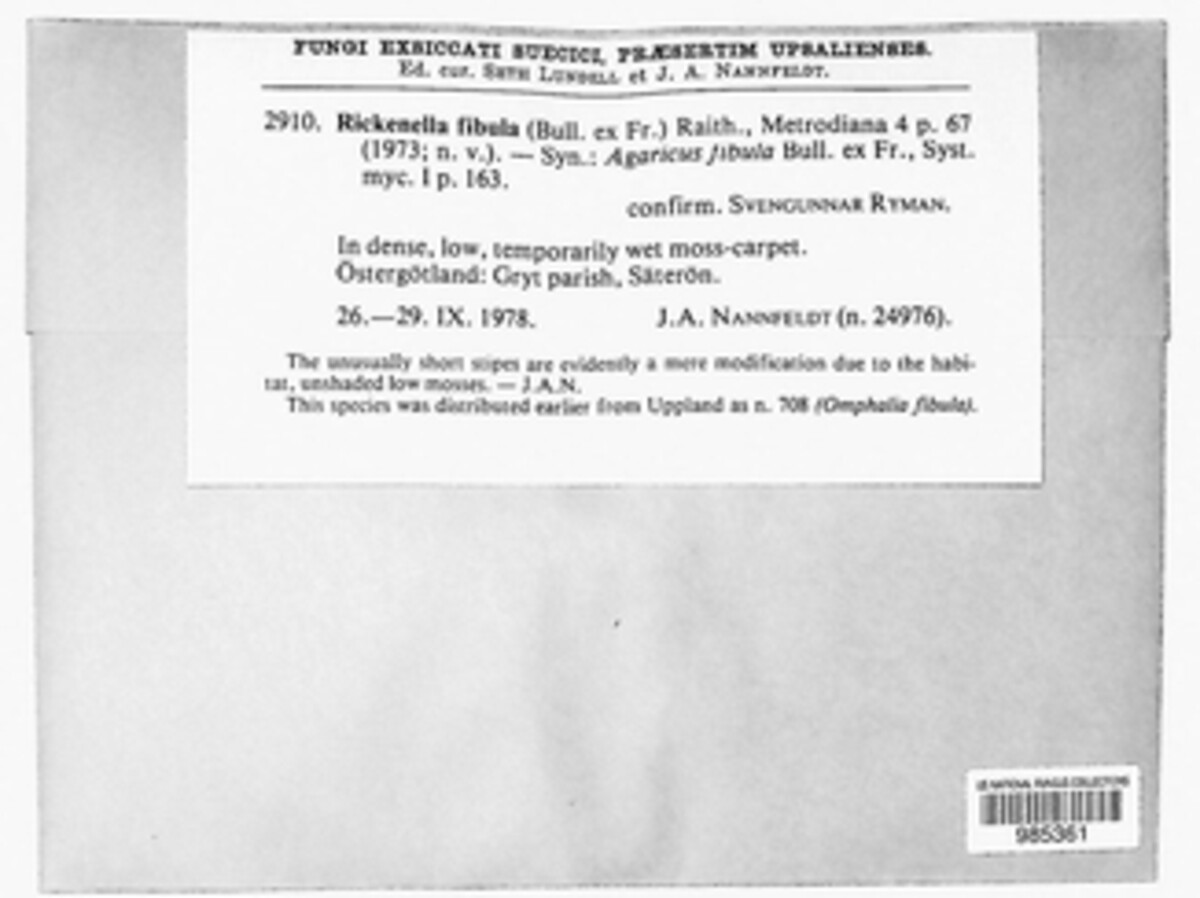 FUNGI EXSICCATI SUECICI, PRÆSERTIM UPSALIENSES.
Ed. cur. SETH LUNDELL et J. A. NANNFELDT.
2910. Rickenella fibula (Bull. ex Fr.) Raith., Metrodiana 4 p. 67
(1973; n. v.). — Syn.: Agaricus fibula Bull. ex Fr., Syst.
myc. I p. 163.
confirm. SVENGUNNAR RYMAN.
In dense, low, temporarily wet moss-carpet.
Östergötland: Gryt parish, Säterön.
26.—29. IX. 1978. J.A. NANNFELDT (n. 24976).
The unusually short stipes are evidently a mere modification due to the habi-
tat, unshaded low mosses. — J.A.N.
This species was distributed earlier from Uppland as n. 708 (Omphalia fibula).
US NATIONAL FUNGUS COLLECTIONS
985361